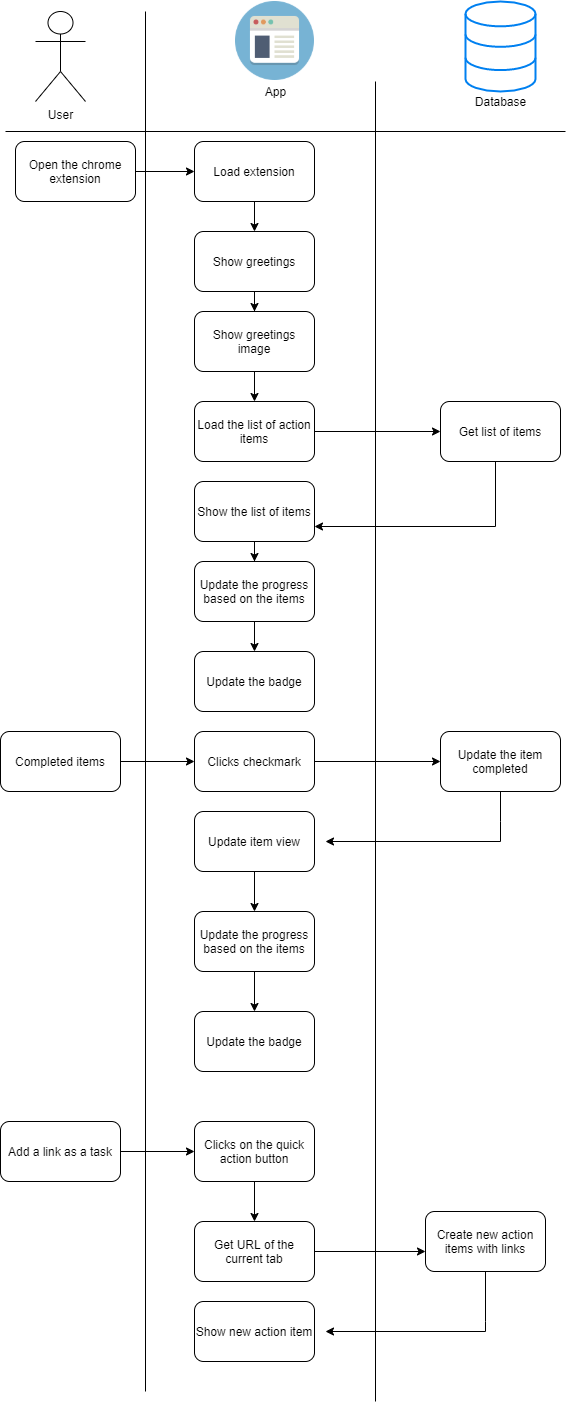 User
App
Database
Open the chrome
extension
Load extension
Show greetings
Show greetings
image
Load the list of action
items
Get list of items
Show the list of items
Update the progress
based on the items
Update the badge
Completed items
Clicks checkmark
Update the item
completed
Update item view
Update the progress
based on the items
Update the badge
Add a link as a task
Clicks on the quick
action button
Get URL of the
current tab
Create new action
items with links
Show new action item